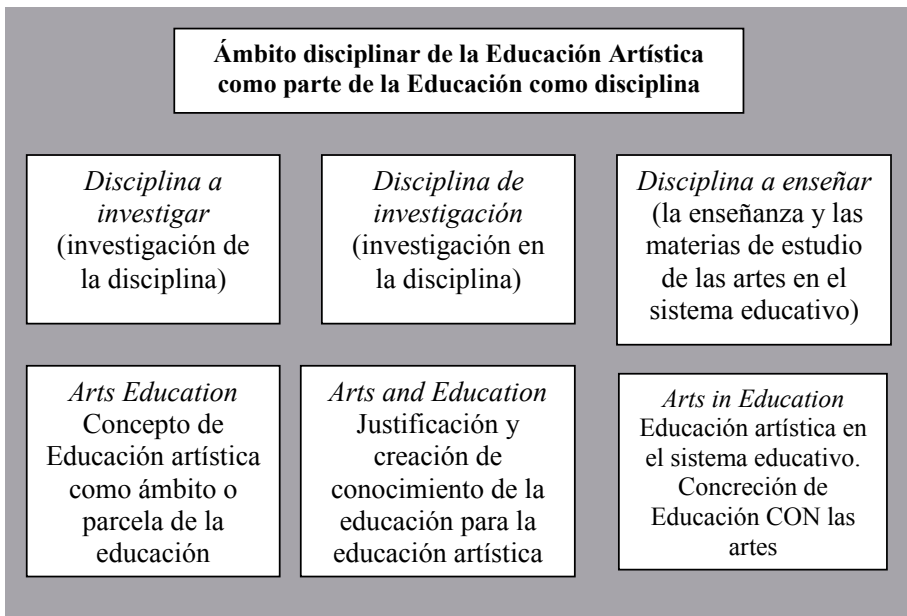 Ámbito disciplinar de la Educación Artística
como parte de la Educación como disciplina
Disciplina a
investigar
(investigación de
la disciplina)
Disciplina de
investigación
(investigación en
la disciplina)
Disciplina a enseñar
(la enseñanza y las
materias de estudio
de las artes en el
sistema educativo)
Arts Education
Concepto de
Educación artística
como ámbito o
parcela de la
educación
Arts and Education
Justificación y
creación de
conocimiento de la
educación para la
educación artística
Arts in Education
Educación artística en
el sistema educativo.
Concreción de
Educación CON las
artes